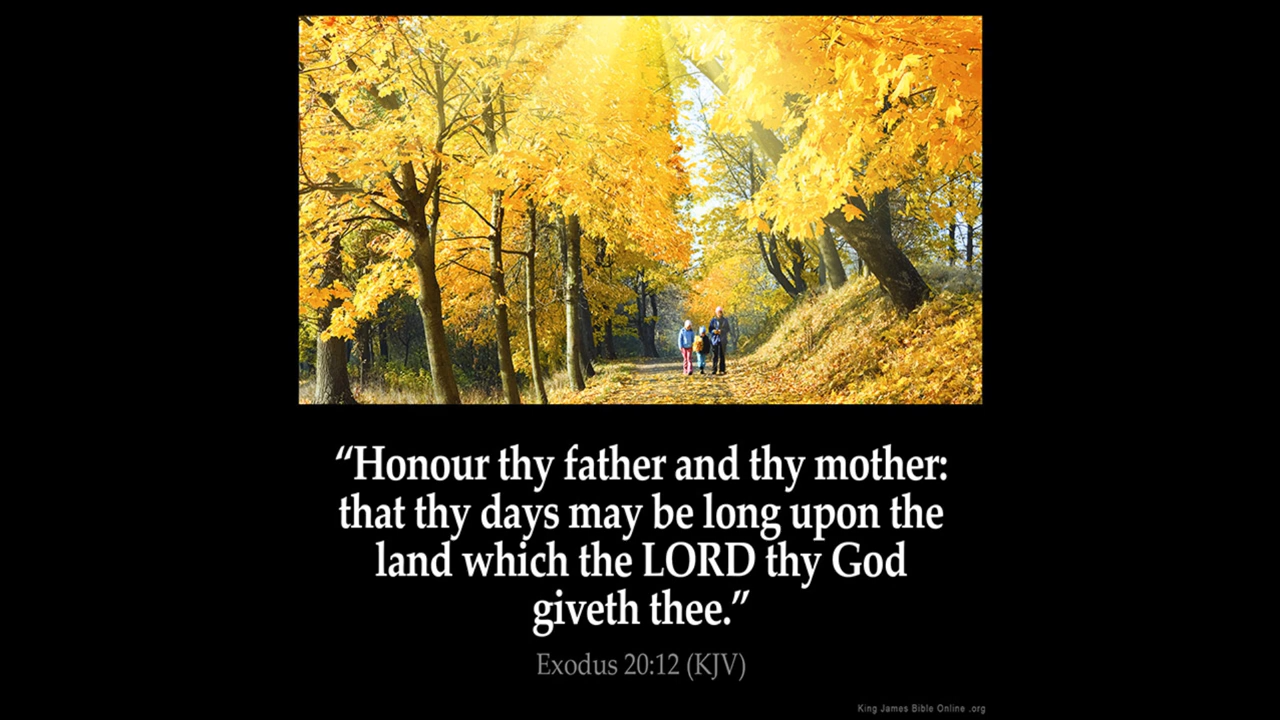 “Honour thy father and thy mother:
that thy days may be long upon the
land which the LORD thy God
giveth thee.”
Exodus 20:12 (KJV)
King James Bible Online .org